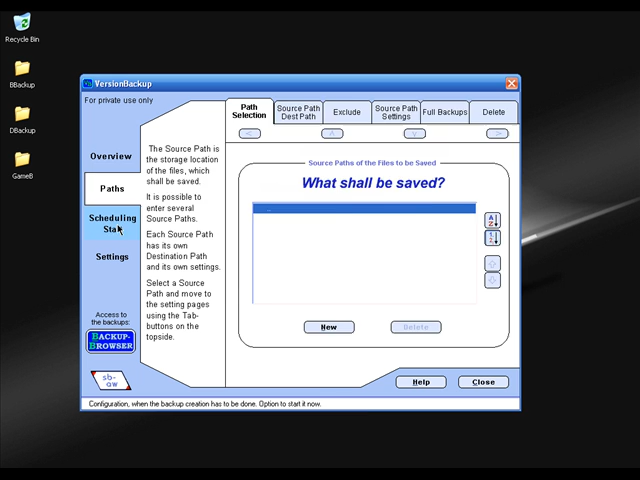 Recycle Bin
BBackup
DBackup
GameB
VersionBackup
For private use only
Overview
Paths
Scheduling
Settings
Access to
the backups:
BACKUP-
BROWSER
sb-
aw
The Source Path is
the storage location
of the files, which
shall be saved.
It is possible to
enter several
Source Paths.
Each Source Path
has its own
Destination Path
and its own settings.
Select a Source
Path and move to
the setting pages
using the Tab-
buttons on the
topside.
Path
Selection
Source Path
Dest Path
Exclude
Source Path
Settings
Full Backups
Delete
< ˄ ˅ >
Source Paths of the Files to be Saved
What shall be saved?
New
Delete
Help
Close
Configuration, when the backup creation has to be done. Option to start it now.